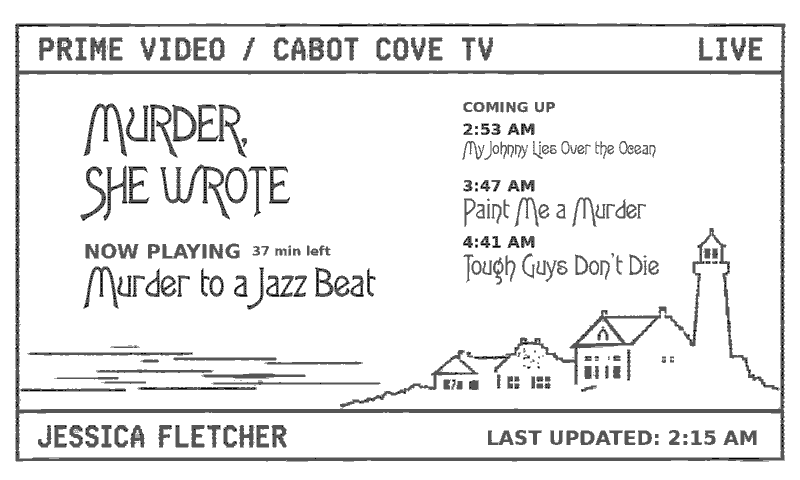 PRIME VIDEO / CABOT COVE TV
LIVE
MURDER,
SHE WROTE
NOW PLAYING 37 min left
Murder to a Jazz Beat
COMING UP
2:53 AM
My Johnny Lies Over the Ocean
3:47 AM
Paint Me a Murder
4:41 AM
Tough Guys Don't Die
JESSICA FLETCHER
LAST UPDATED: 2:15 AM